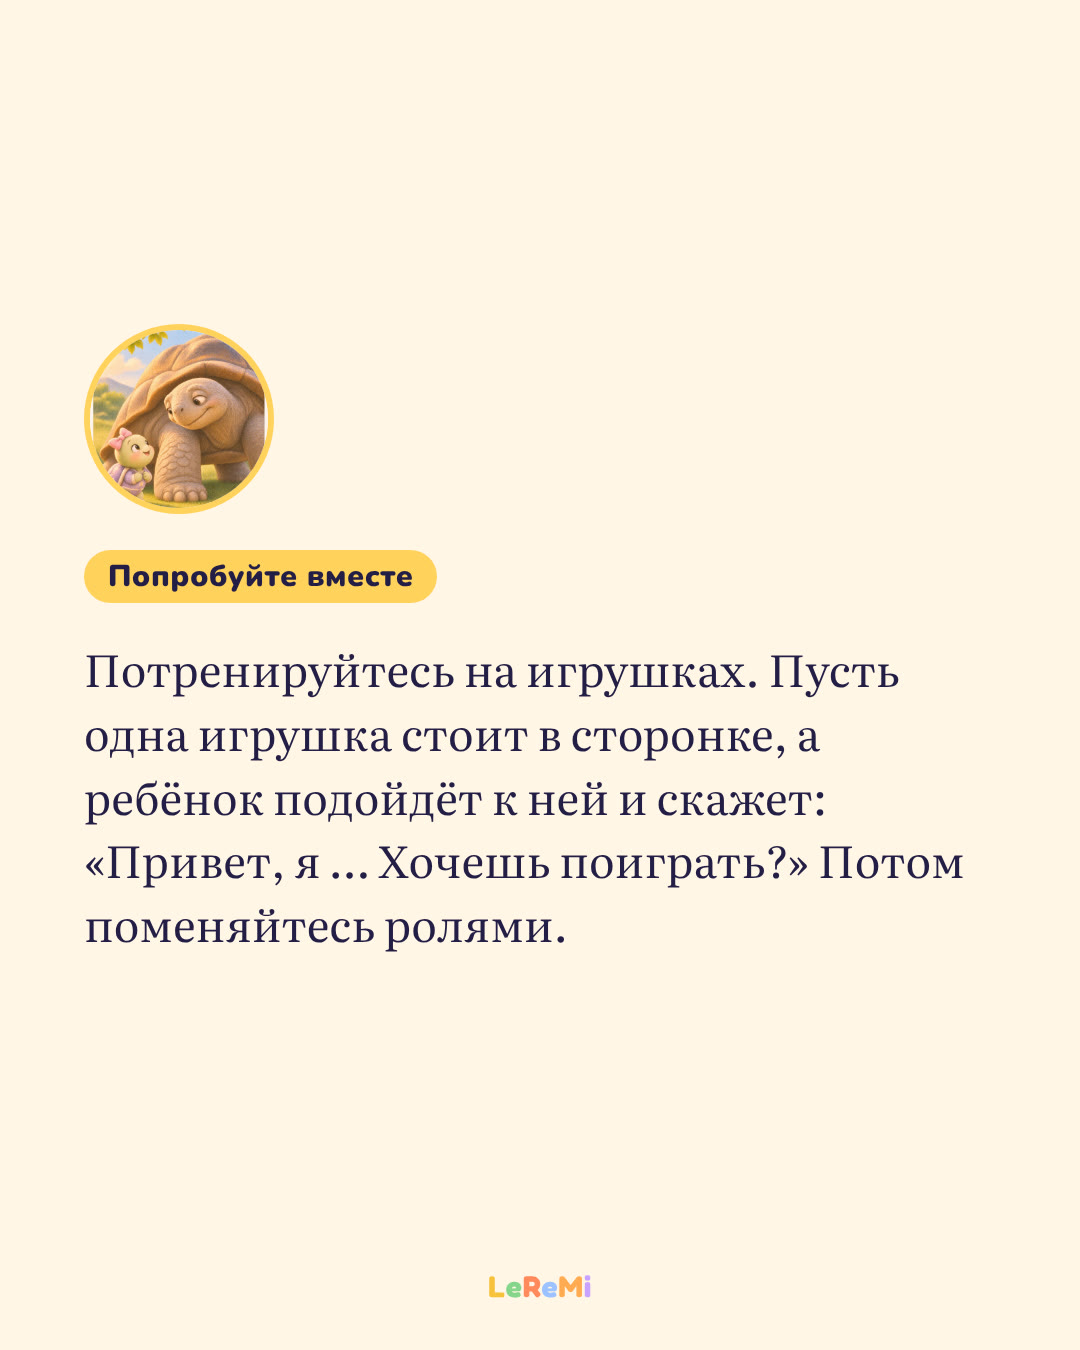 Попробуйте вместе
Потренируйтесь на игрушках. Пусть
одна игрушка стоит в сторонке, а
ребёнок подойдёт к ней и скажет:
«Привет, я ... Хочешь поиграть?» Потом
поменяйтесь ролями.
LeReMi